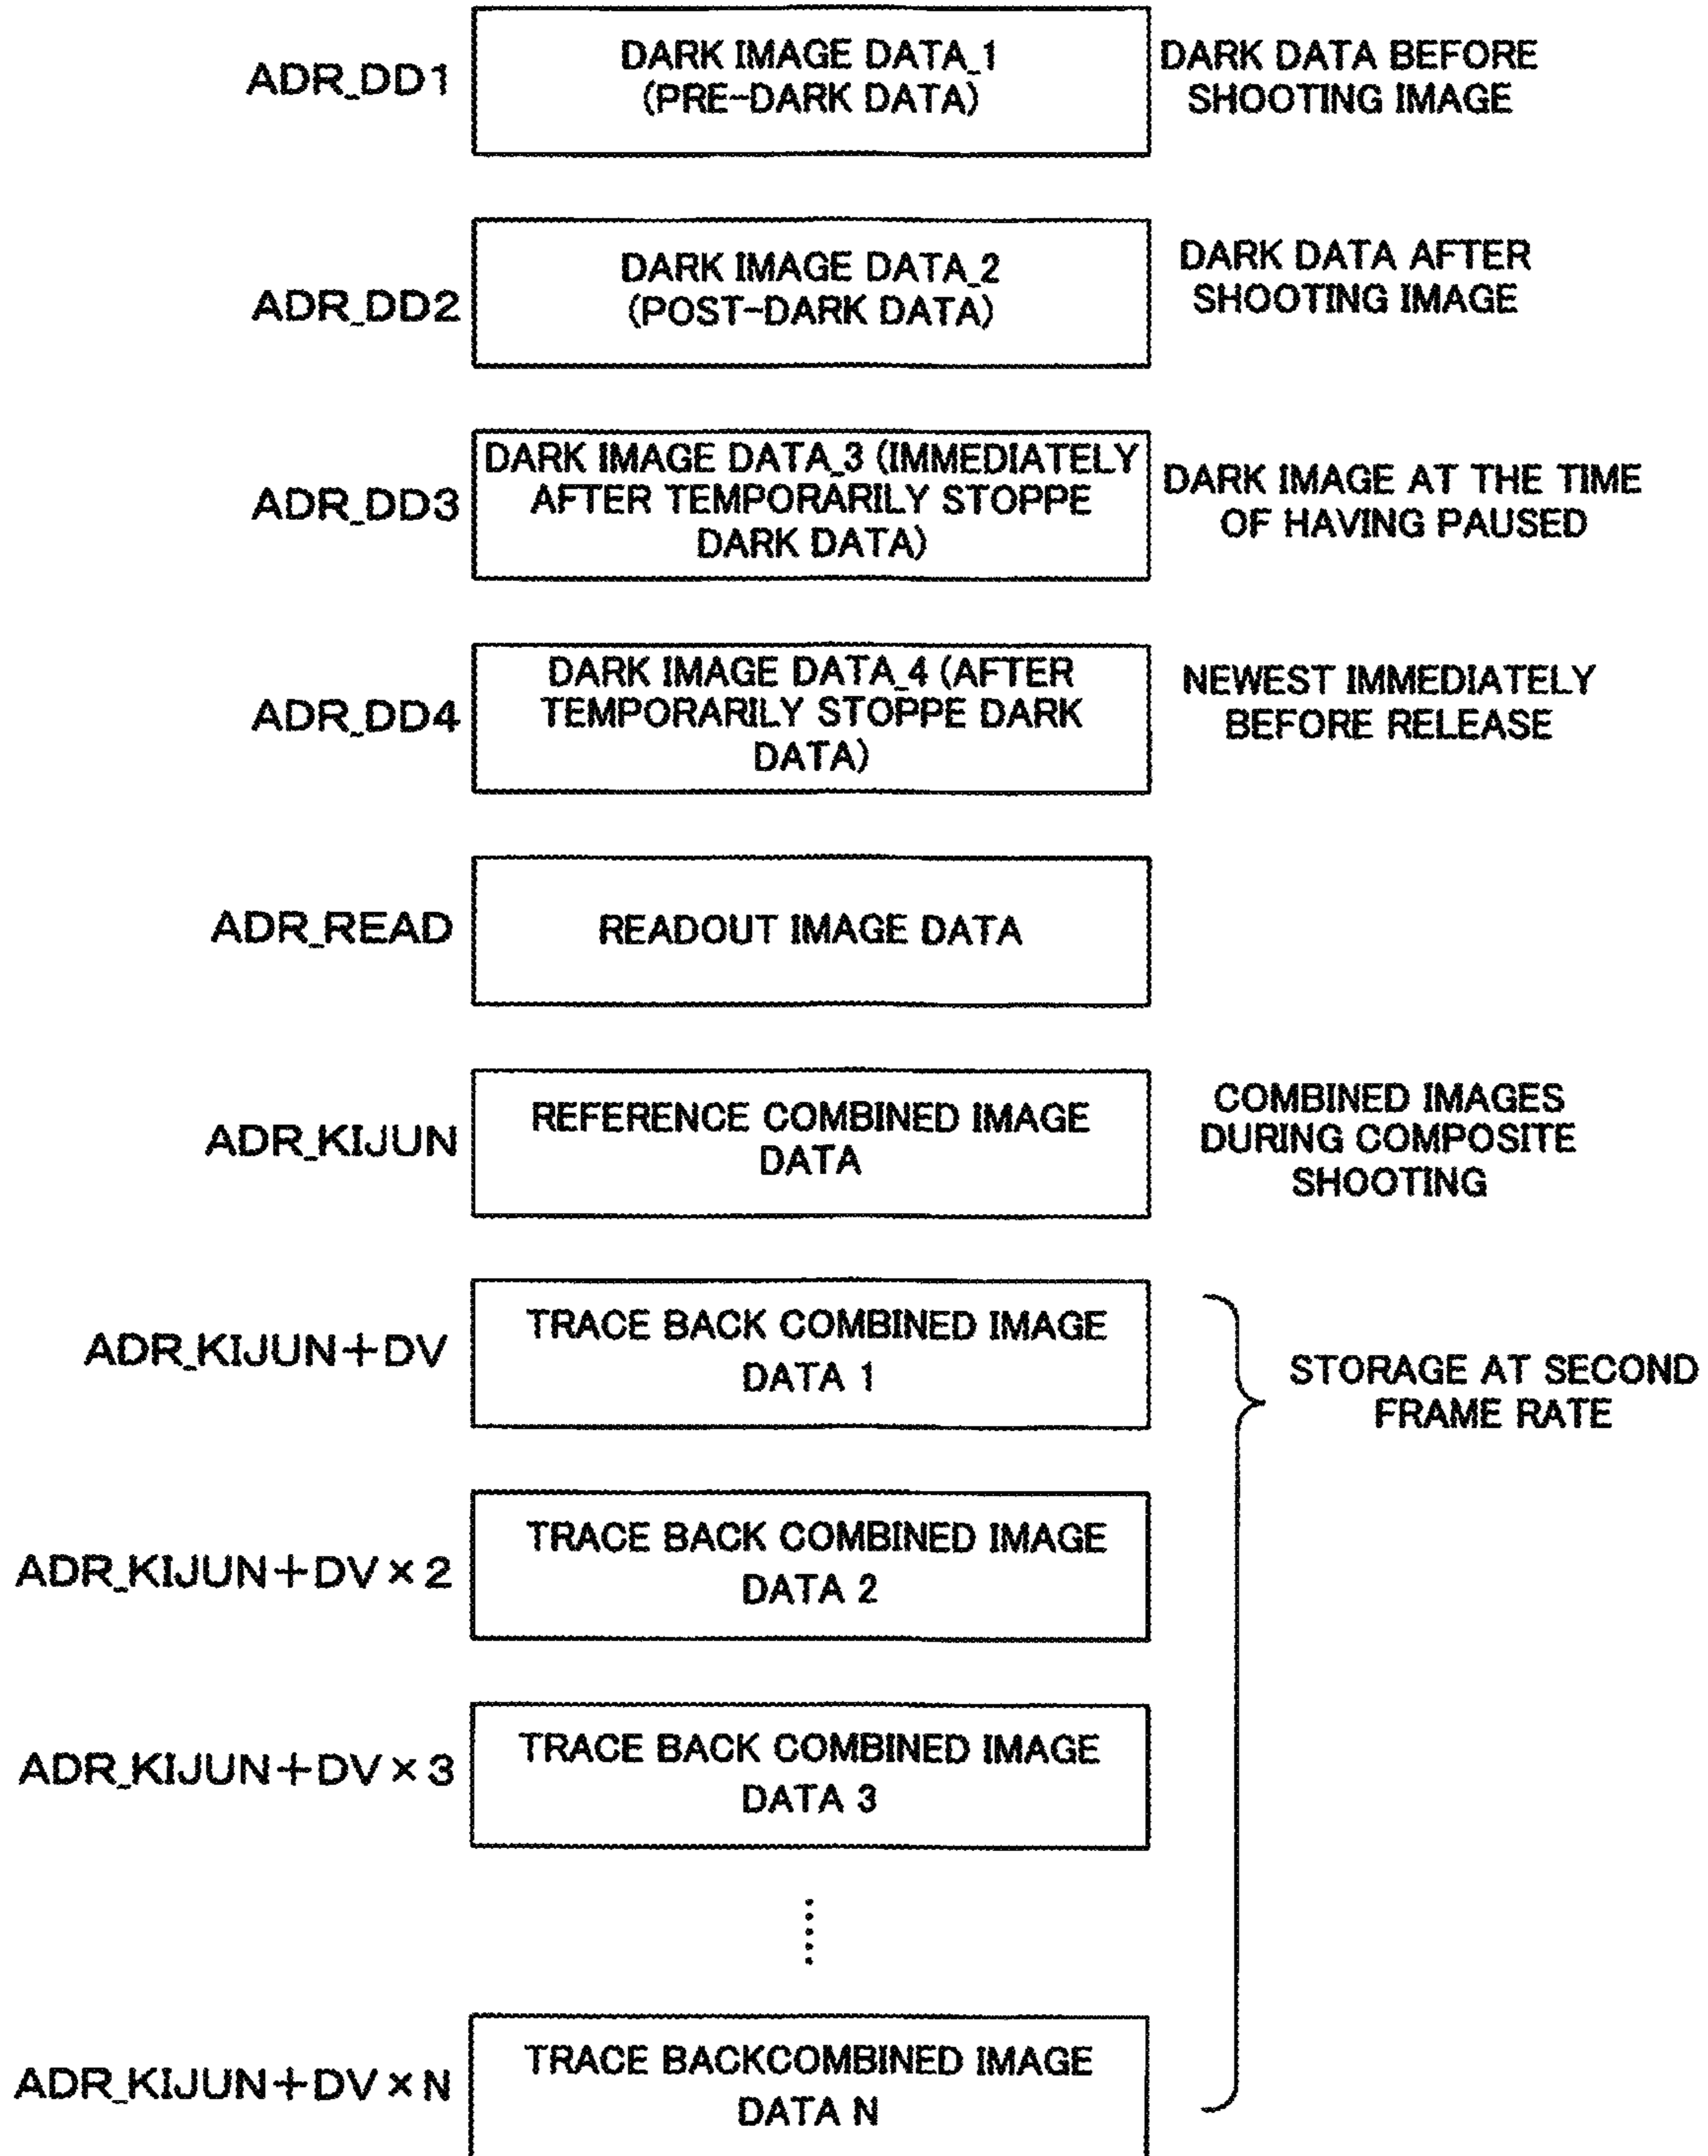 ADR_DD1
DARK IMAGE DATA_1
(PRE-DARK DATA)
DARK DATA BEFORE
SHOOTING IMAGE
ADR_DD2
DARK IMAGE DATA_2
(POST-DARK DATA)
DARK DATA AFTER
SHOOTING IMAGE
ADR_DD3
DARK IMAGE DATA_3 (IMMEDIATELY
AFTER TEMPORARILY STOPPE
DARK DATA)
DARK IMAGE AT THE TIME
OF HAVING PAUSED
ADR_DD4
DARK IMAGE DATA_4 (AFTER
TEMPORARILY STOPPE DARK
DATA)
NEWEST IMMEDIATELY
BEFORE RELEASE
ADR_READ
READOUT IMAGE DATA
ADR_KIJUN
REFERENCE COMBINED IMAGE
DATA
COMBINED IMAGES
DURING COMPOSITE
SHOOTING
ADR_KIJUN+DV
TRACE BACK COMBINED IMAGE
DATA 1
STORAGE AT SECOND
FRAME RATE
ADR_KIJUN+DV×2
TRACE BACK COMBINED IMAGE
DATA 2
ADR_KIJUN+DV×3
TRACE BACK COMBINED IMAGE
DATA 3
ADR_KIJUN+DV×N
TRACE BACKCOMBINED IMAGE
DATA N